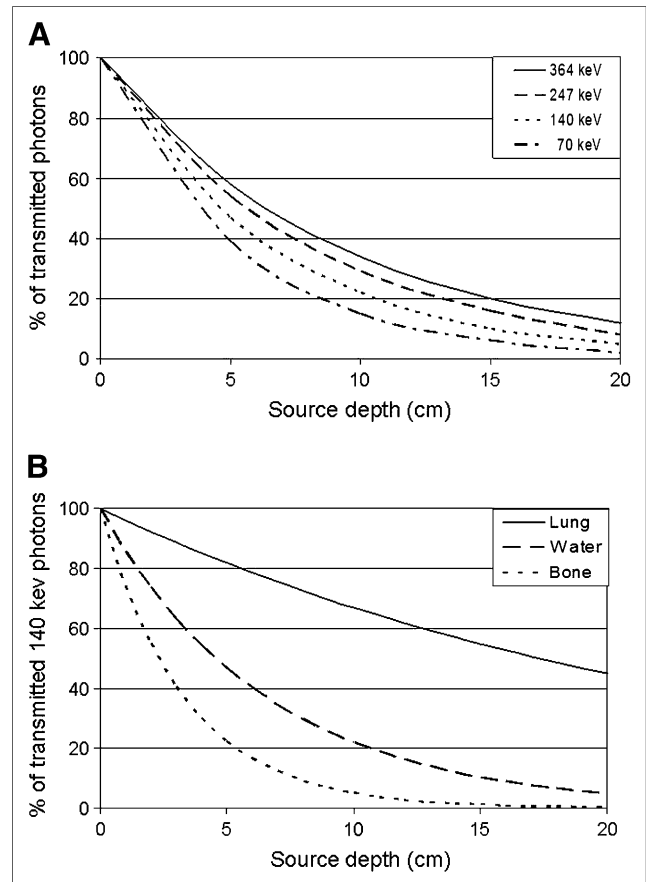 A
% of transmitted photons
100
80
60
40
20
0
364 keV
247 keV
140 keV
70 keV
0 5 10 15 20
Source depth (cm)
B
% of transmitted 140 kev photons
100
80
60
40
20
0
Lung
Water
Bone
0 5 10 15 20
Source depth (cm)